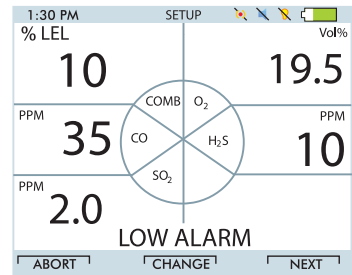 1:30 PM SETUP
% LEL Vol%
10 19.5
COMB O₂
PPM PPM
35 CO H₂S 10
SO₂
PPM
2.0
LOW ALARM
ABORT CHANGE NEXT